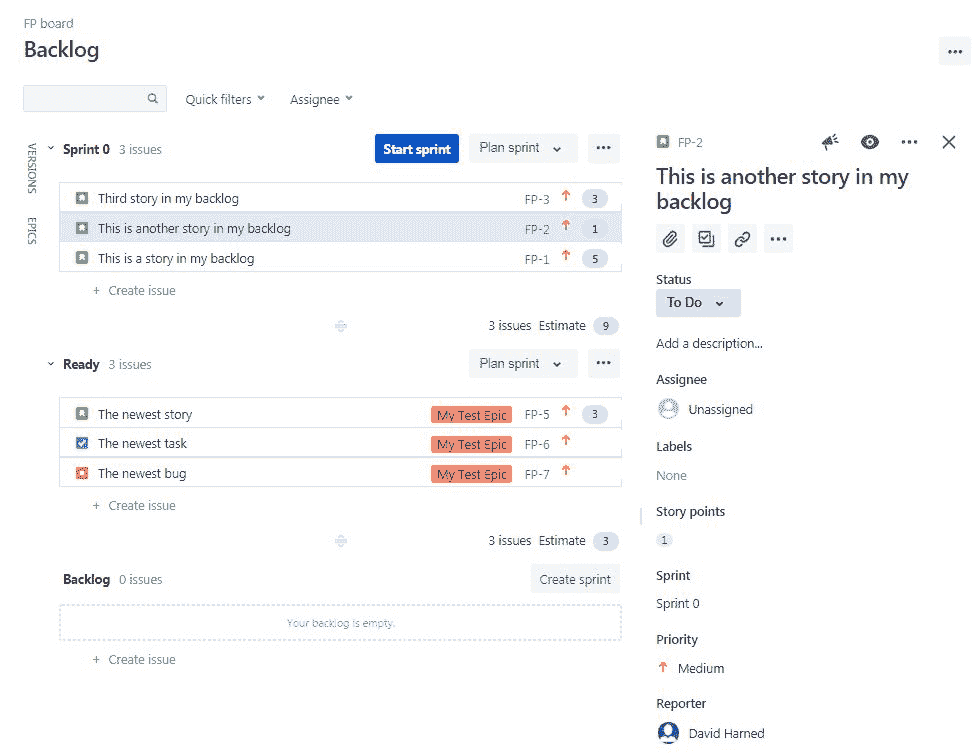 FP board
Backlog
Quick filters
Assignee
VERSIONS
EPICS
Sprint 0 3 issues
Start sprint
Plan sprint
Third story in my backlog FP-3 3
This is another story in my backlog FP-2 1
This is a story in my backlog FP-1 5
+ Create issue
3 issues Estimate 9
Ready 3 issues
Plan sprint
The newest story My Test Epic FP-5 3
The newest task My Test Epic FP-6
The newest bug My Test Epic FP-7
+ Create issue
3 issues Estimate 3
Backlog 0 issues
Create sprint
Your backlog is empty.
+ Create issue
FP-2
This is another story in my
backlog
Status
To Do
Add a description...
Assignee
Unassigned
Labels
None
Story points
1
Sprint
Sprint 0
Priority
Medium
Reporter
David Harned